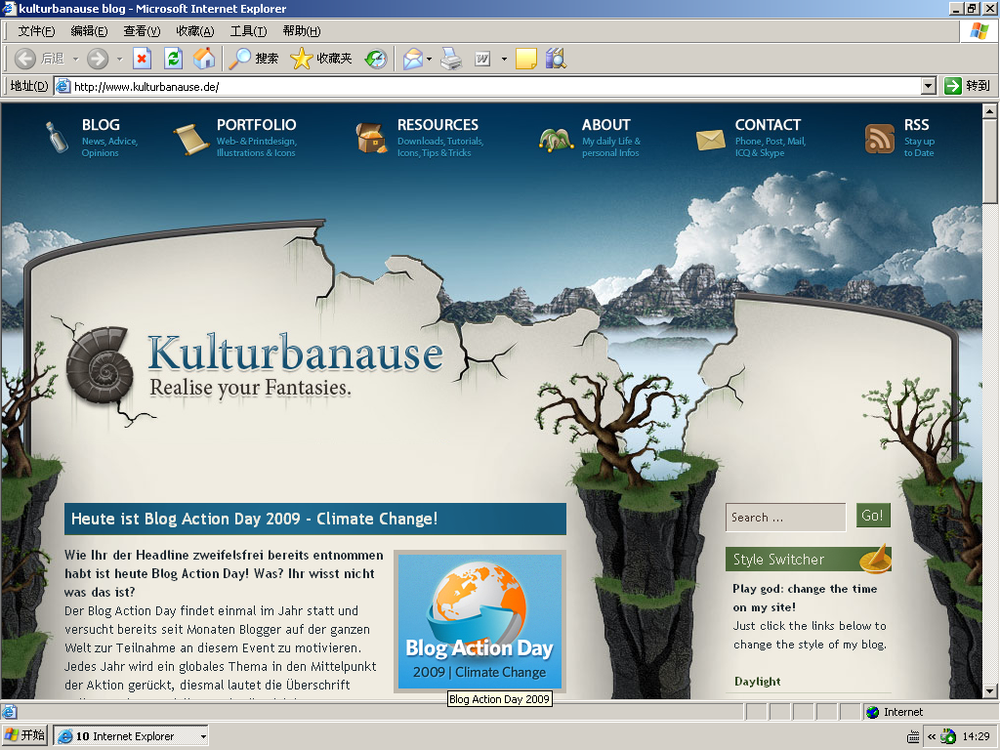 kulturbanause blog - Microsoft Internet Explorer
文件(F) 编辑(E) 查看(V) 收藏(A) 工具(T) 帮助(H)
后退 搜索 收藏夹
地址(D) http://www.kulturbanause.de/ 转到
BLOG
News, Advice,
Opinions
PORTFOLIO
Web- & Printdesign,
Illustrations & Icons
RESOURCES
Downloads, Tutorials,
Icons, Tips & Tricks
ABOUT
My daily Life &
personal Infos
CONTACT
Phone, Post, Mail,
ICQ & Skype
RSS
Stay up
to Date
Kulturbanause
Realise your Fantasies.
Heute ist Blog Action Day 2009 - Climate Change!
Wie Ihr der Headline zweifelsfrei bereits entnommen
habt ist heute Blog Action Day! Was? Ihr wisst nicht
was das ist?
Der Blog Action Day findet einmal im Jahr statt und
versucht bereits seit Monaten Blogger auf der ganzen
Welt zur Teilnahme an diesem Event zu motivieren.
Jedes Jahr wird ein globales Thema in den Mittelpunkt
der Aktion gerückt, diesmal lautet die Überschrift
Blog Action Day
2009 | Climate Change
Blog Action Day 2009
Search ... Go!
Style Switcher
Play god: change the time
on my site!
Just click the links below to
change the style of my blog.
Daylight
Internet
开始 10 Internet Explorer 14:29